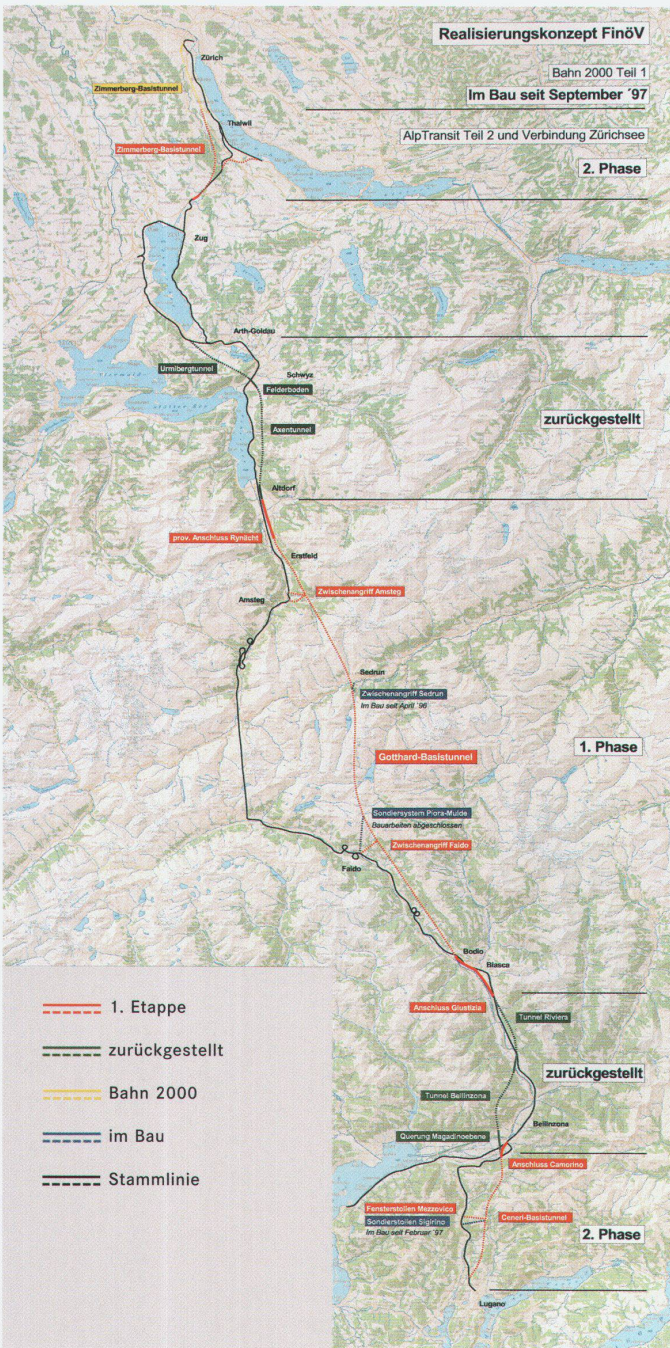 Realisierungskonzept FinöV
Bahn 2000 Teil 1
Im Bau seit September ´97
AlpTransit Teil 2 und Verbindung Zürichsee
2. Phase
Zürich
Zimmerberg-Basistunnel
Thalwil
Zimmerberg-Basistunnel
Zug
Arth-Goldau
Urmibergtunnel
Schwyz
Felderboden
zurückgestellt
Axentunnel
Altdorf
prov. Anschluss Rynächt
Erstfeld
Zwischenangriff Amsteg
Amsteg
Sedrun
Zwischenangriff Sedrun
Im Bau seit April ´96
1. Phase
Gotthard-Basistunnel
Sondiersystem Piora-Mulde
Bauarbeiten abgeschlossen
Zwischenangriff Faido
Faido
Bodio
Biasca
Anschluss Giustizia
Tunnel Riviera
zurückgestellt
Tunnel Bellinzona
Bellinzona
Querung Magadinoebene
Anschluss Camorino
Fensterstollen Mezzovico
Ceneri-Basistunnel
Sondierstollen Sigirino
Im Bau seit Februar ´97
2. Phase
Lugano
1. Etappe
zurückgestellt
Bahn 2000
im Bau
Stammlinie